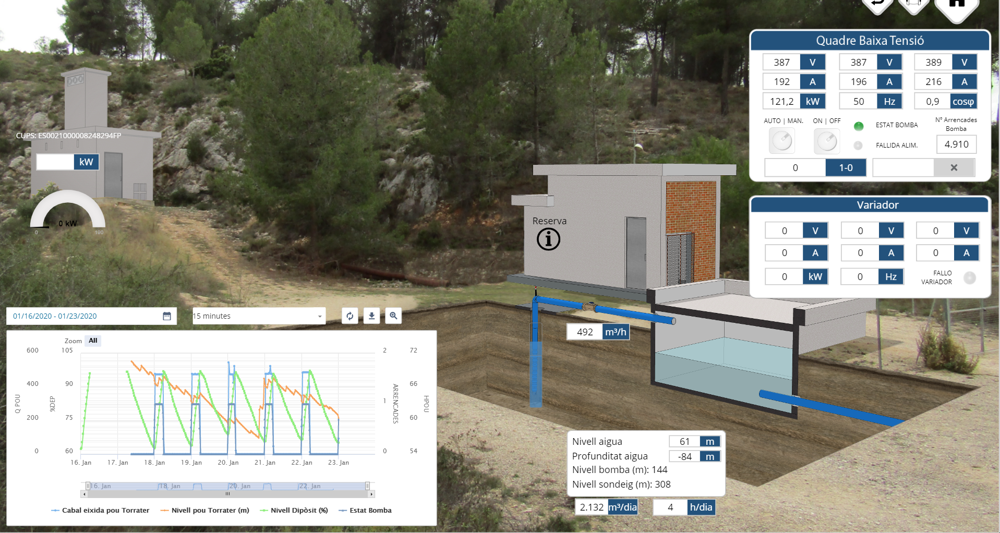 Quadre Baixa Tensió
387 V 387 V 389 V
192 A 196 A 216 A
121,2 kW 50 Hz 0,9 cosφ
AUTO | MAN. ON | OFF ESTAT BOMBA Nº Arrencades
Bomba
FALLIDA ALIM. 4.910
0 1-0
CUPS: ES0021000008248294FP
kW
0 kW
0 190
Reserva
Variador
0 V 0 V 0 V
0 A 0 A 0 A
0 kW 0 Hz FALLO
VARIADOR
01/16/2020 - 01/23/2020 15 minutes
492 m³/h
Zoom All
600 105 2 72
400 90 66
1
200 75 60
0 60 0 54
Q POU
%DEP
ARRENCADES
HPOU
16. Jan 17. Jan 18. Jan 19. Jan 20. Jan 21. Jan 22. Jan 23. Jan
16. Jan 18. Jan 20. Jan 22. Jan
Cabal eixida pou Torrater Nivell pou Torrater (m) Nivell Dipòsit (%) Estat Bomba
Nivell aigua 61 m
Profunditat aigua -84 m
Nivell bomba (m): 144
Nivell sondeig (m): 308
2.132 m³/dia 4 h/dia